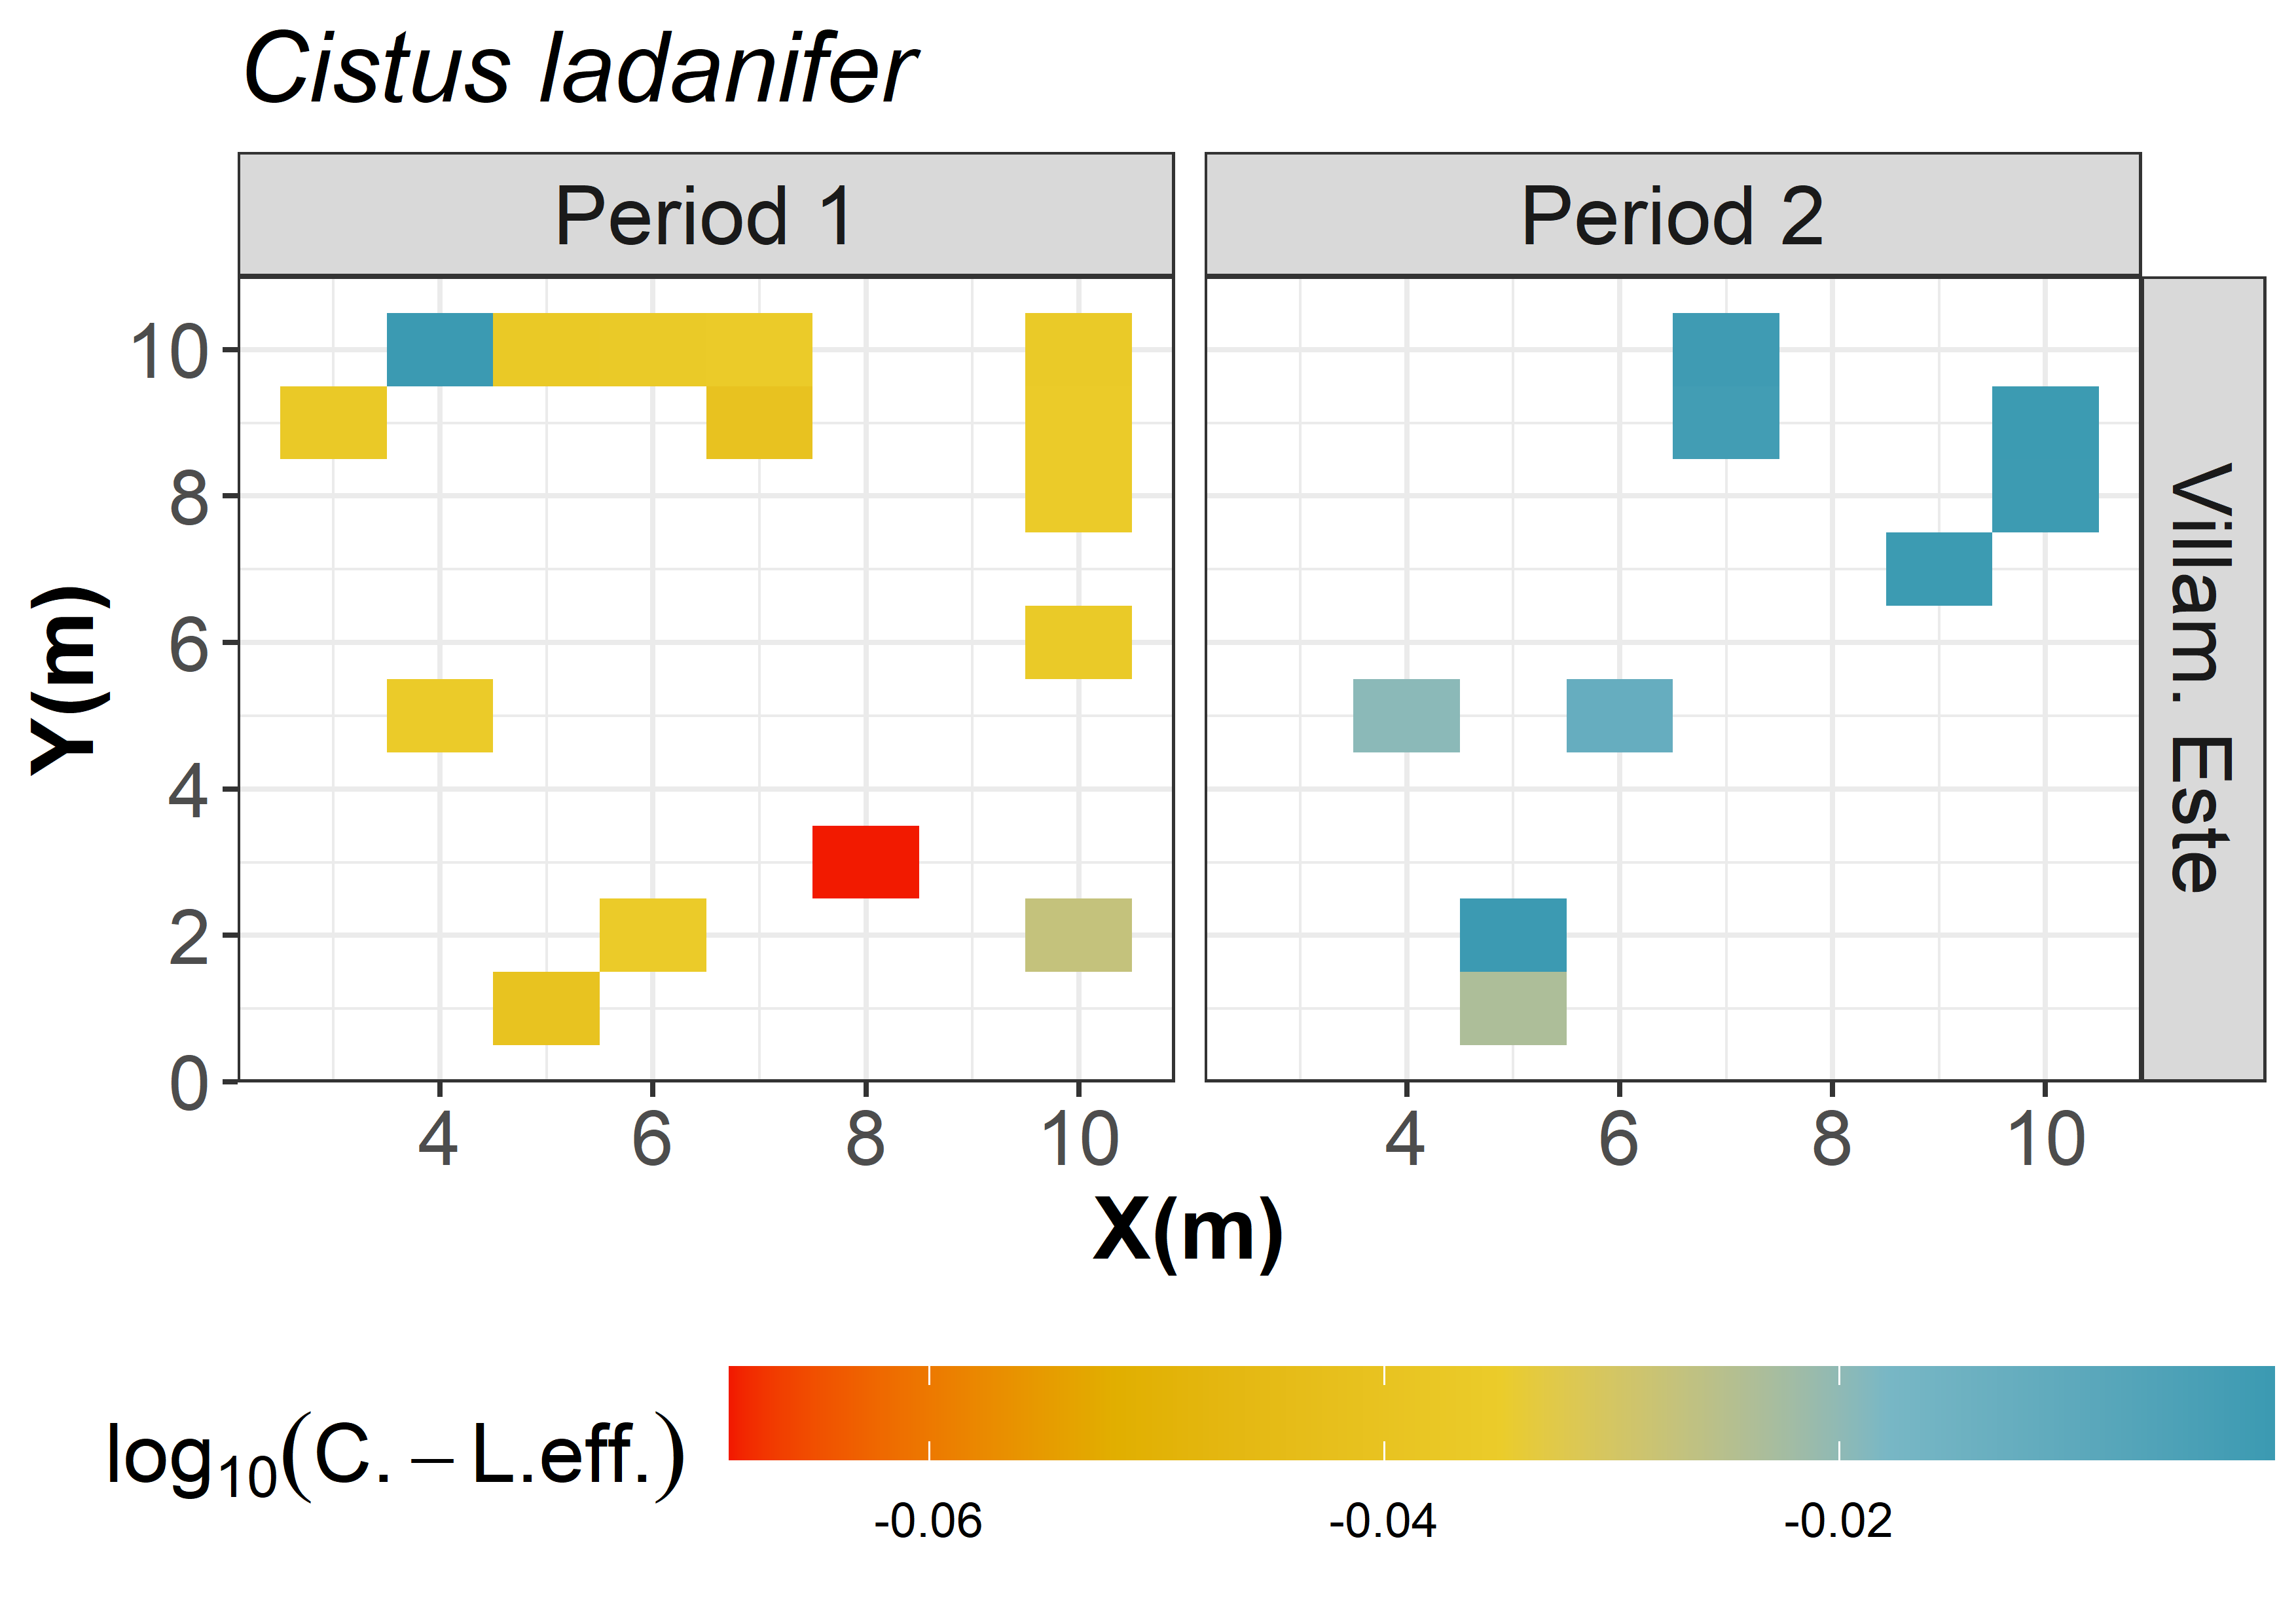 Cistus ladanifer
Period 1
Period 2
10
8
6
4
2
0
Y(m)
Villam. Este
4 6 8 10
4 6 8 10
X(m)
log10(C. – L.eff.)
-0.06 -0.04 -0.02